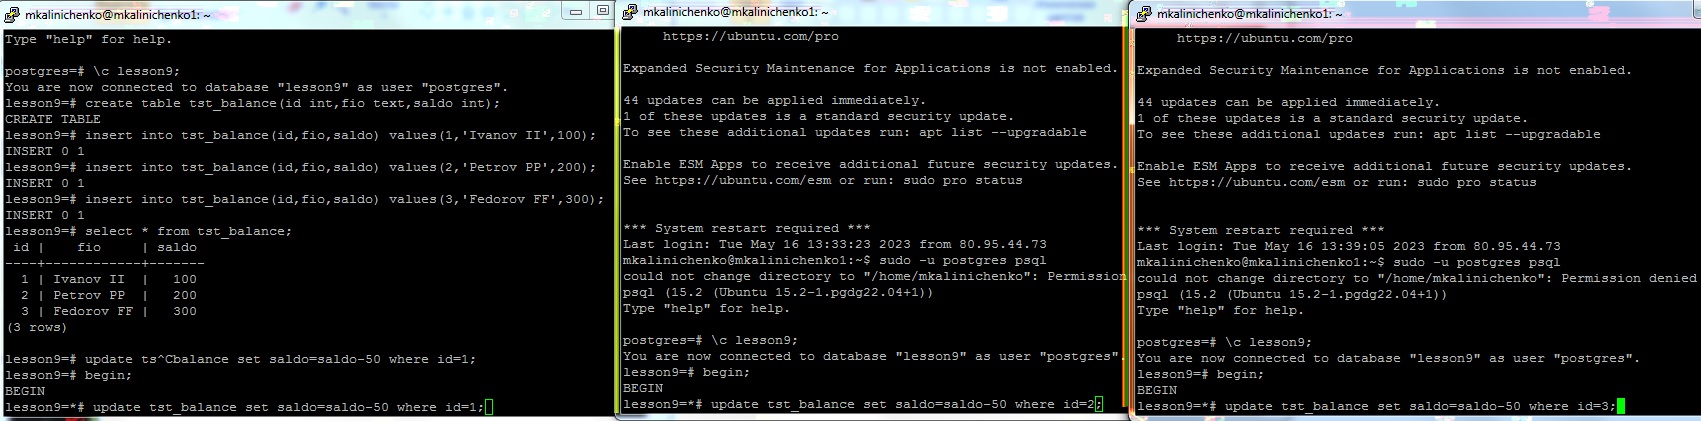 mkalinichenko@mkalinichenko1: ~
Type "help" for help.
postgres=# \c lesson9;
You are now connected to database "lesson9" as user "postgres".
lesson9=# create table tst_balance(id int,fio text,saldo int);
CREATE TABLE
lesson9=# insert into tst_balance(id,fio,saldo) values(1,'Ivanov II',100);
INSERT 0 1
lesson9=# insert into tst_balance(id,fio,saldo) values(2,'Petrov PP',200);
INSERT 0 1
lesson9=# insert into tst_balance(id,fio,saldo) values(3,'Fedorov FF',300);
INSERT 0 1
lesson9=# select * from tst_balance;
 id |    fio     | saldo
----+------------+-------
  1 | Ivanov II  |   100
  2 | Petrov PP  |   200
  3 | Fedorov FF |   300
(3 rows)
lesson9=# update ts^Cbalance set saldo=saldo-50 where id=1;
lesson9=# begin;
BEGIN
lesson9=*# update tst_balance set saldo=saldo-50 where id=1;
mkalinichenko@mkalinichenko1: ~
https://ubuntu.com/pro
Expanded Security Maintenance for Applications is not enabled.
44 updates can be applied immediately.
1 of these updates is a standard security update.
To see these additional updates run: apt list --upgradable
Enable ESM Apps to receive additional future security updates.
See https://ubuntu.com/esm or run: sudo pro status
*** System restart required ***
Last login: Tue May 16 13:33:23 2023 from 80.95.44.73
mkalinichenko@mkalinichenko1:~$ sudo -u postgres psql
could not change directory to "/home/mkalinichenko": Permission
psql (15.2 (Ubuntu 15.2-1.pgdg22.04+1))
Type "help" for help.
postgres=# \c lesson9;
You are now connected to database "lesson9" as user "postgres".
lesson9=# begin;
BEGIN
lesson9=*# update tst_balance set saldo=saldo-50 where id=2;
mkalinichenko@mkalinichenko1: ~
https://ubuntu.com/pro
Expanded Security Maintenance for Applications is not enabled.
44 updates can be applied immediately.
1 of these updates is a standard security update.
To see these additional updates run: apt list --upgradable
Enable ESM Apps to receive additional future security updates.
See https://ubuntu.com/esm or run: sudo pro status
*** System restart required ***
Last login: Tue May 16 13:39:05 2023 from 80.95.44.73
mkalinichenko@mkalinichenko1:~$ sudo -u postgres psql
could not change directory to "/home/mkalinichenko": Permission denied
psql (15.2 (Ubuntu 15.2-1.pgdg22.04+1))
Type "help" for help.
postgres=# \c lesson9;
You are now connected to database "lesson9" as user "postgres".
lesson9=# begin;
BEGIN
lesson9=*# update tst_balance set saldo=saldo-50 where id=3;